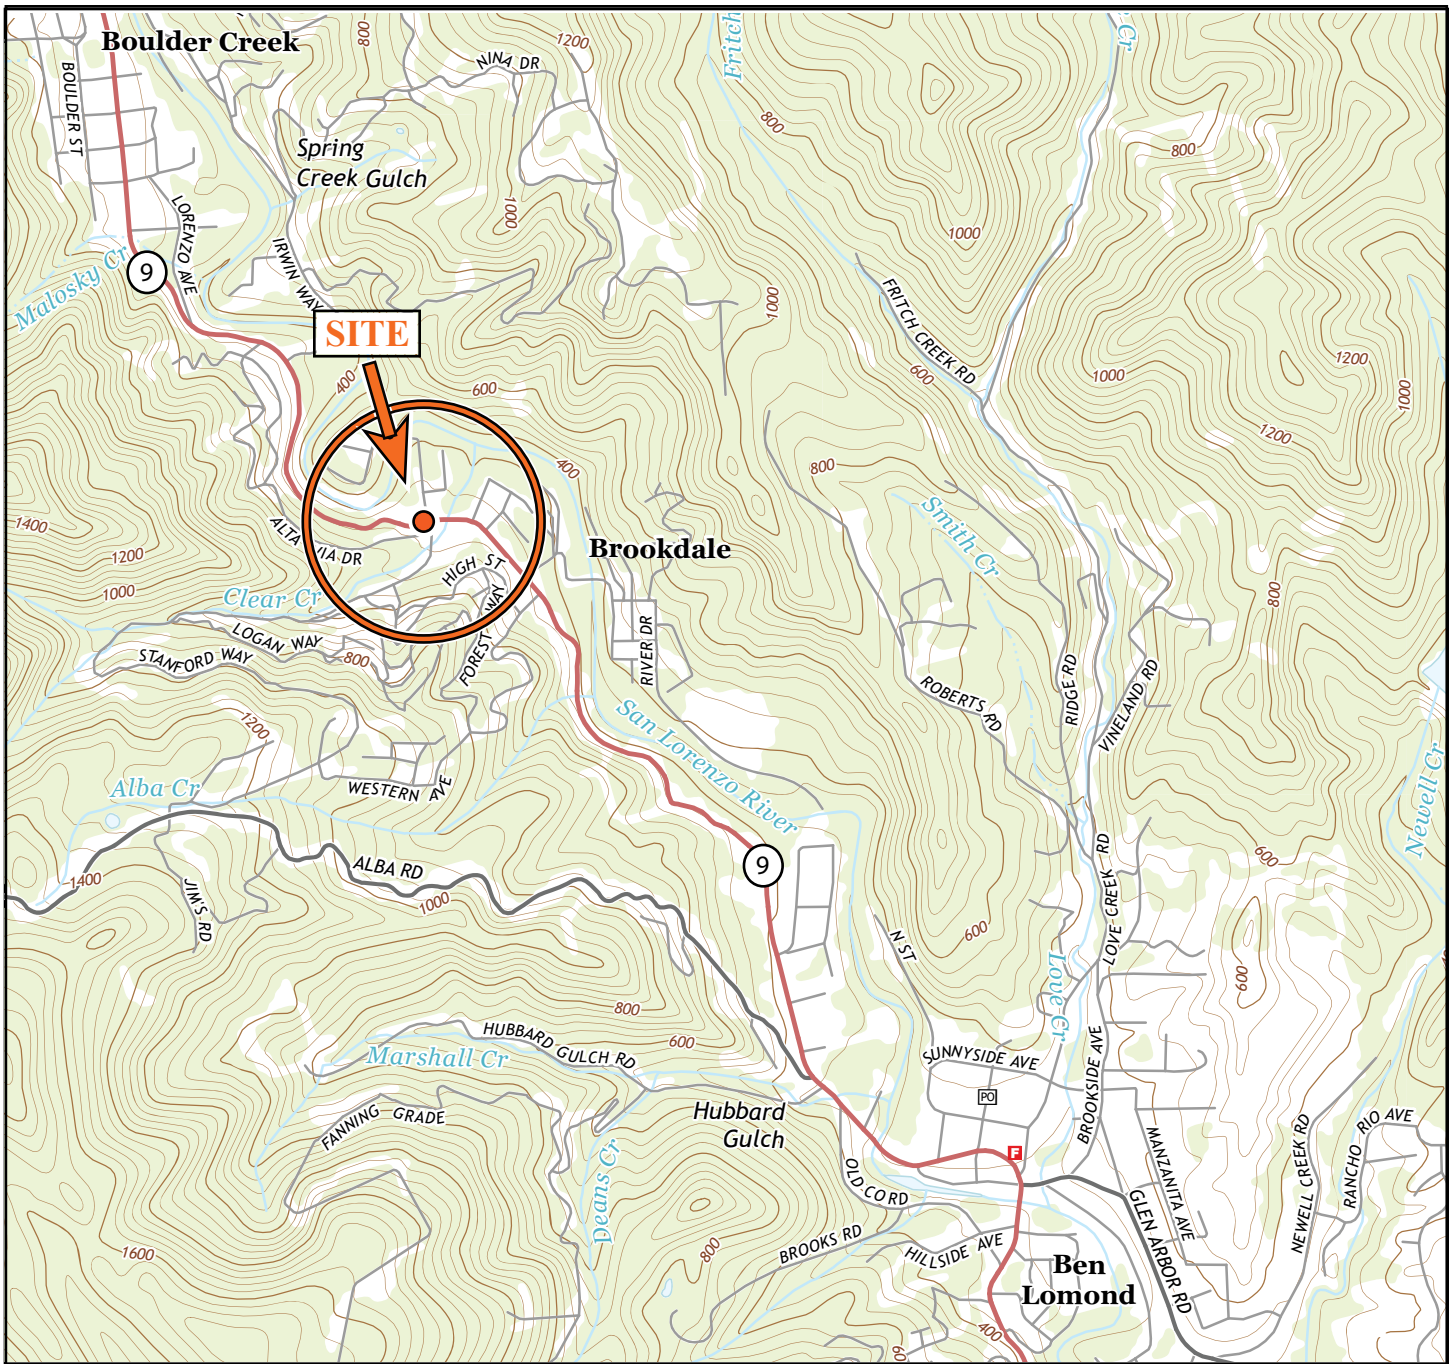 Boulder Creek
800
1200
Fritch
Cr
NINA DR
BOULDER ST
800
800
Spring
Creek Gulch
LORENZO AVE
1000
1000
IRWIN WAY
Malosky Cr
9
1000
FRITCH CREEK RD
SITE
400
600
600
1000
1200
1000
1200
400
800
Smith Cr
1400
ALTA VIA DR
1200
1000
HIGH ST
Brookdale
Clear Cr
FOREST WAY
800
LOGAN WAY
STANFORD WAY
800
RIVER DR
ROBERTS RD
RIDGE RD
VINELAND RD
1200
San Lorenzo River
Alba Cr
WESTERN AVE
Newell Cr
ALBA RD
9
600
1400
1000
JIM'S RD
LOVE CREEK RD
N ST
600
Love Cr
600
800
600
HUBBARD GULCH RD
Marshall Cr
SUNNYSIDE AVE
BROOKSIDE AVE
PO
FANNING GRADE
Hubbard
Gulch
F
MANZANITA AVE
NEWELL CREEK RD
RANCHO RIO AVE
Deans Cr
OLD CO RD
GLEN ARBOR RD
1600
800
BROOKS RD
HILLSIDE AVE
Ben
Lomond
400